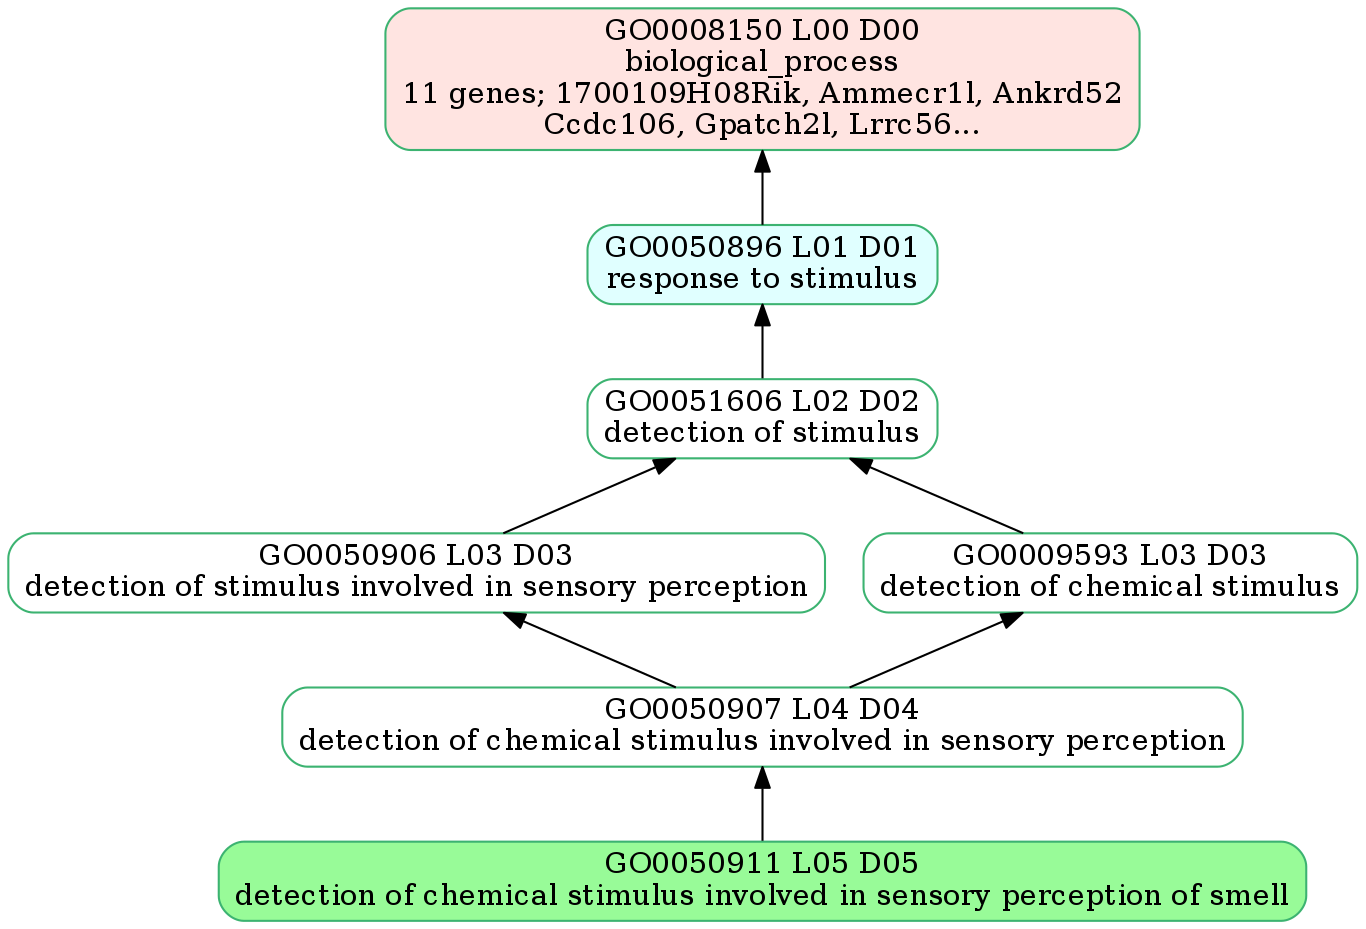 GO0008150 L00 D00
biological_process
11 genes; 1700109H08Rik, Ammecr1l, Ankrd52
Ccdc106, Gpatch2l, Lrrc56...
GO0050896 L01 D01
response to stimulus
GO0051606 L02 D02
detection of stimulus
GO0050906 L03 D03
detection of stimulus involved in sensory perception
GO0009593 L03 D03
detection of chemical stimulus
GO0050907 L04 D04
detection of chemical stimulus involved in sensory perception
GO0050911 L05 D05
detection of chemical stimulus involved in sensory perception of smell